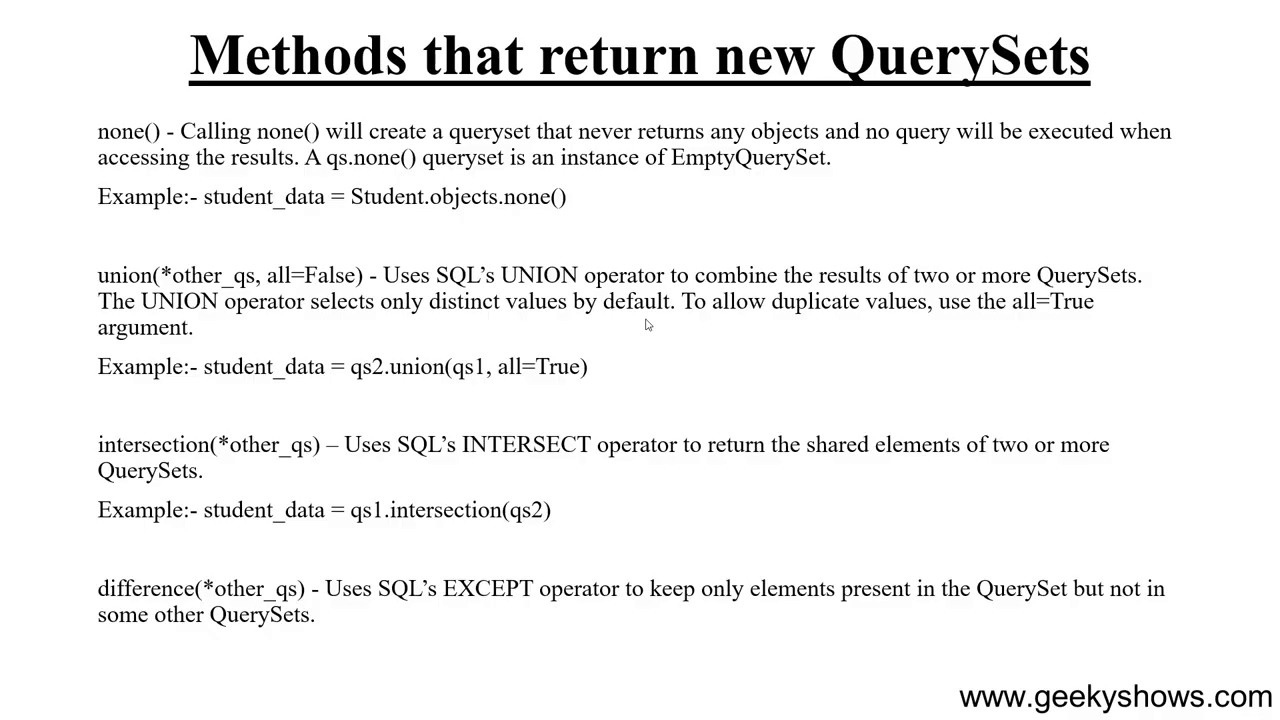 Methods that return new QuerySets
none() - Calling none() will create a queryset that never returns any objects and no query will be executed when
accessing the results. A qs.none() queryset is an instance of EmptyQuerySet.
Example:- student_data = Student.objects.none()
union(*other_qs, all=False) - Uses SQL’s UNION operator to combine the results of two or more QuerySets.
The UNION operator selects only distinct values by default. To allow duplicate values, use the all=True
argument.
Example:- student_data = qs2.union(qs1, all=True)
intersection(*other_qs) – Uses SQL’s INTERSECT operator to return the shared elements of two or more
QuerySets.
Example:- student_data = qs1.intersection(qs2)
difference(*other_qs) - Uses SQL’s EXCEPT operator to keep only elements present in the QuerySet but not in
some other QuerySets.
www.geekyshows.com